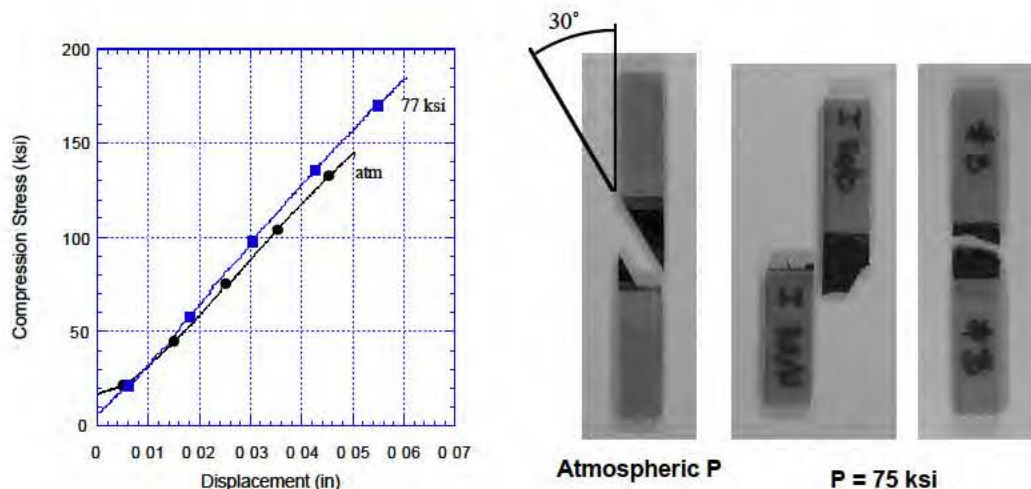 200
150
100
50
0
Compression Stress (ksi)
77 ksi
atm
0 0 01 0 02 0 03 0 04 0 05 0 06 0 07
Displacement (in)
30°
I
I
#3
Atmospheric P
P = 75 ksi